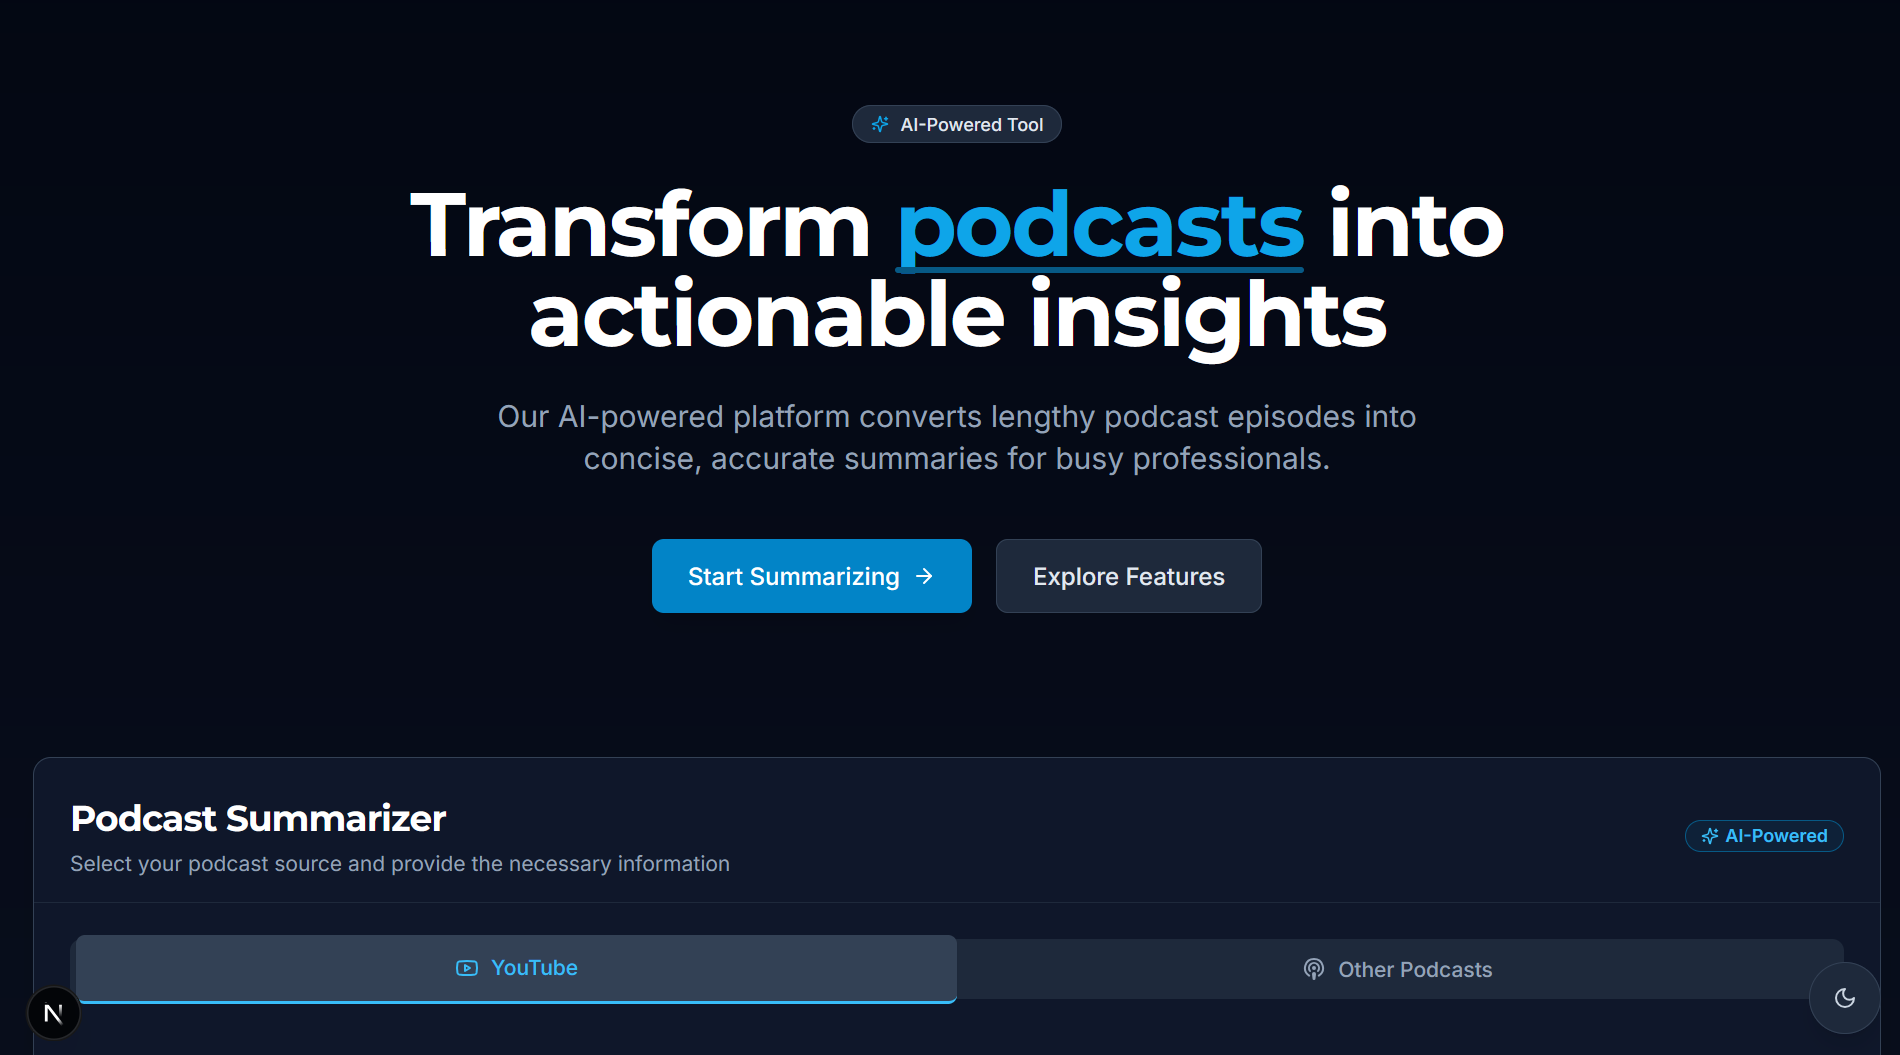 AI-Powered Tool
Transform podcasts into
actionable insights
Our AI-powered platform converts lengthy podcast episodes into
concise, accurate summaries for busy professionals.
Start Summarizing
Explore Features
Podcast Summarizer
Select your podcast source and provide the necessary information
AI-Powered
YouTube
Other Podcasts
N